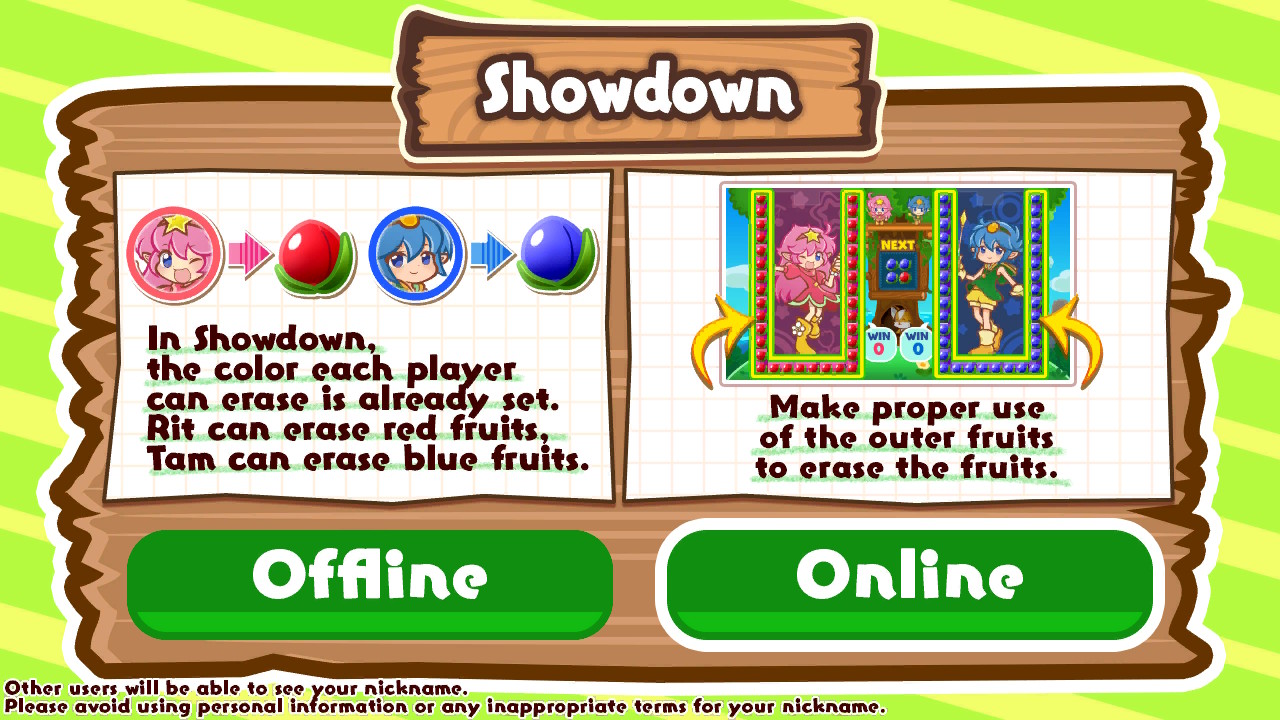 Showdown
In Showdown,
the color each player
can erase is already set.
Rit can erase red fruits,
Tam can erase blue fruits.
NEXT
WIN WIN
0 0
Make proper use
of the outer fruits
to erase the fruits.
Offline
Online
Other users will be able to see your nickname.
Please avoid using personal information or any inappropriate terms for your nickname.